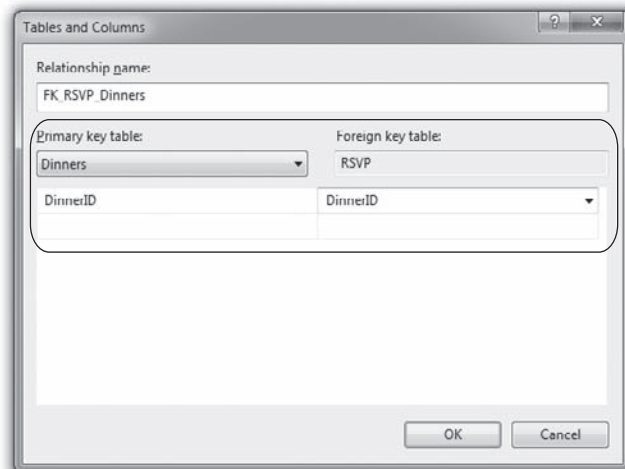 Tables and Columns
Relationship name:
FK_RSVP_Dinners
Primary key table: Foreign key table:
Dinners RSVP
DinnerID DinnerID
OK Cancel